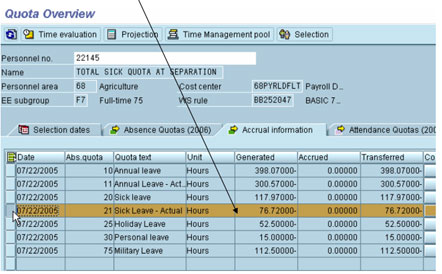 Quota Overview
Time evaluation Projection Time Management pool Selection
Personnel no. 22145
Name TOTAL SICK QUOTA AT SEPARATION
Personnel area 68 Agriculture Cost center 68PYRLDFLT Payroll D...
EE subgroup F7 Full-time 75 WS rule BB252047 BASIC 7...
Selection dates Absence Quotas (2006) Accrual information Attendance Quotas (200
Date Abs.quota Quota text Unit Generated Accrued Transferred Co
07/22/2005 10 Annual leave Hours 398.07000- 0.00000 398.07000-
07/22/2005 11 Annual Leave - Act.. Hours 300.57000- 0.00000 300.57000-
07/22/2005 20 Sick leave Hours 117.97000- 0.00000 117.97000-
07/22/2005 21 Sick Leave - Actual Hours 76.72000- 0.00000 76.72000-
07/22/2005 25 Holiday Leave Hours 52.50000- 0.00000 52.50000-
07/22/2005 30 Personal leave Hours 15.00000- 0.00000 15.00000-
07/22/2005 75 Military Leave Hours 112.50000- 0.00000 112.50000-